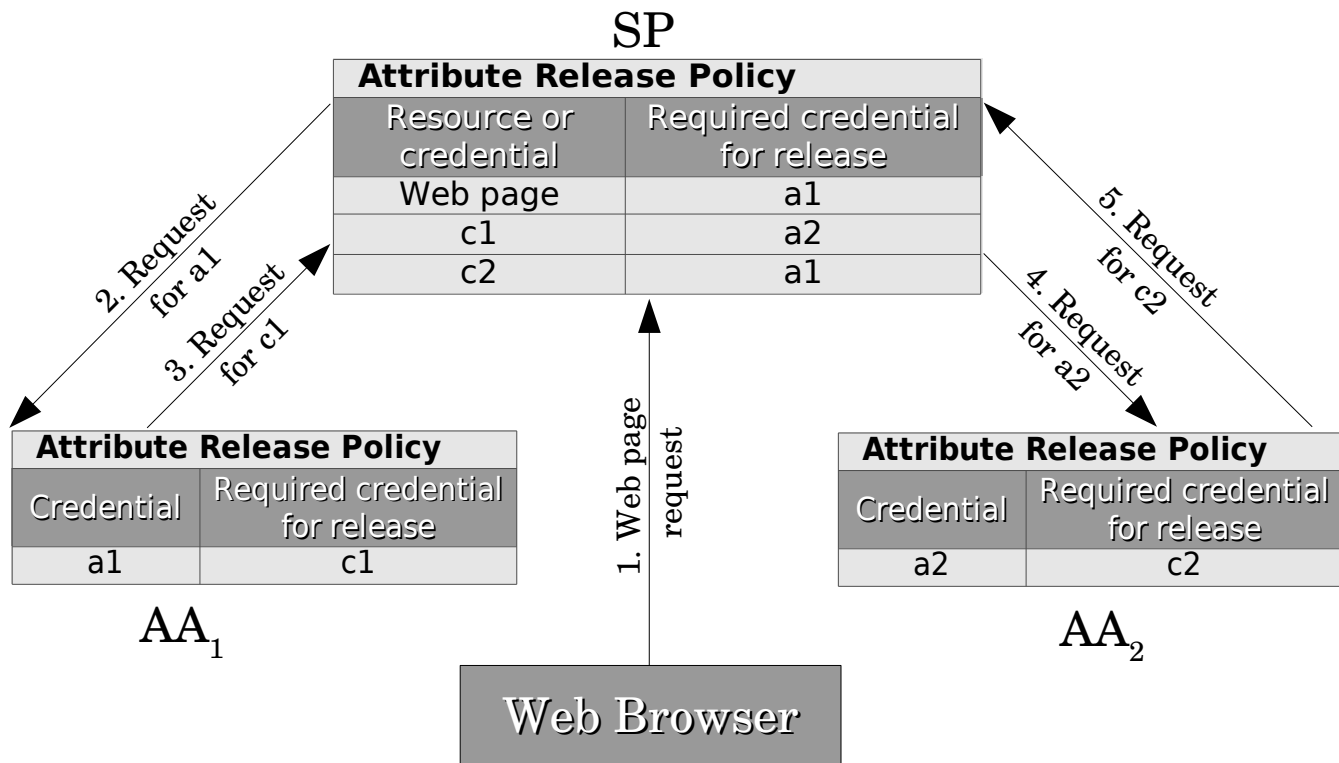 SP
Attribute Release Policy
Resource or
credential
Required credential
for release
Web page
a1
c1
a2
c2
a1
2. Request
for a1
3. Request
for c1
4. Request
for a2
5. Request
for c2
1. Web page
request
Attribute Release Policy
Credential
Required credential
for release
a1
c1
AA1
Attribute Release Policy
Credential
Required credential
for release
a2
c2
AA2
Web Browser